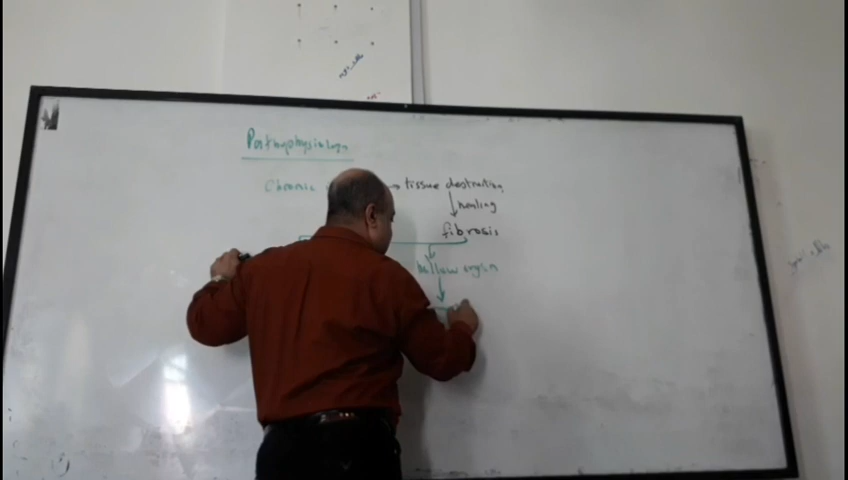 Pathophysiology
Chronic tissue destruction
healing
fibrosis
hollow organ